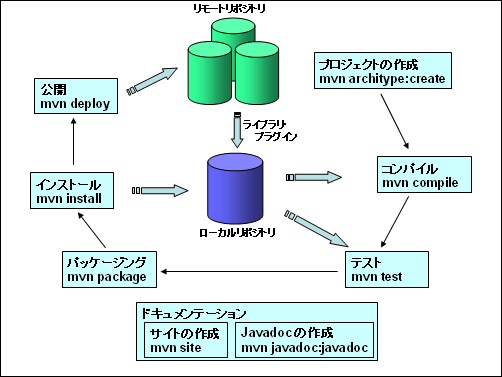 リモートリポジトリ
プロジェクトの作成
mvn architype:create
公開
mvn deploy
ライブラリ
プラグイン
コンパイル
mvn compile
インストール
mvn install
ローカルリポジトリ
パッケージング
mvn package
テスト
mvn test
ドキュメンテーション
サイトの作成
mvn site
Javadocの作成
mvn javadoc:javadoc